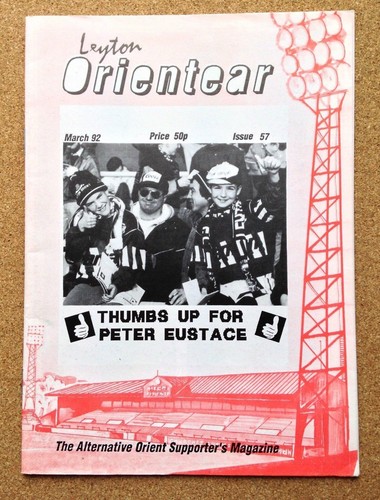 Leyton
Orientear
March 92 Price 50p Issue 57
THUMBS UP FOR
PETER EUSTACE
The Alternative Orient Supporter's Magazine